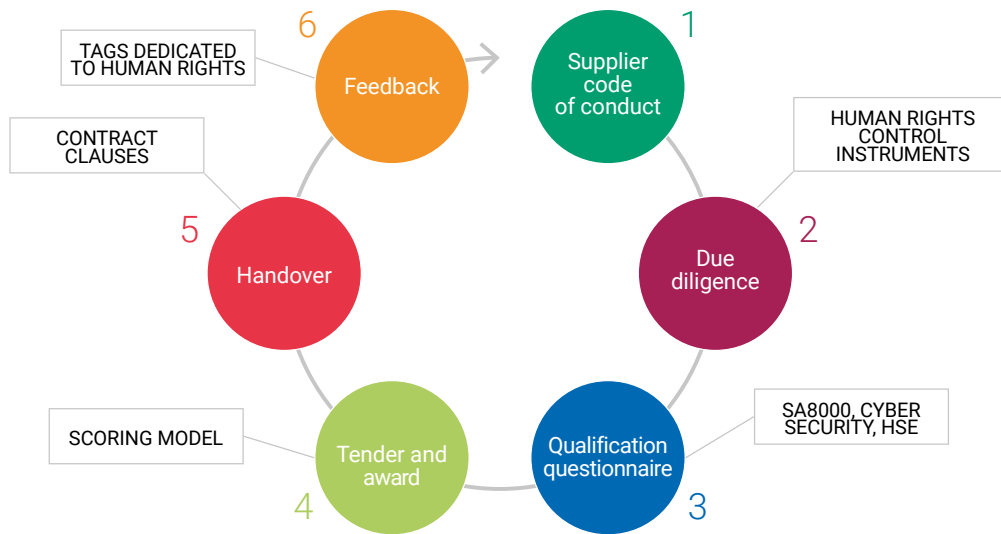 1
Supplier
code
of conduct
HUMAN RIGHTS
CONTROL
INSTRUMENTS
2
Due
diligence
SA8000, CYBER
SECURITY, HSE
Qualification
questionnaire
3
SCORING MODEL
Tender and
award
4
CONTRACT
CLAUSES
5
Handover
6
TAGS DEDICATED
TO HUMAN RIGHTS
Feedback